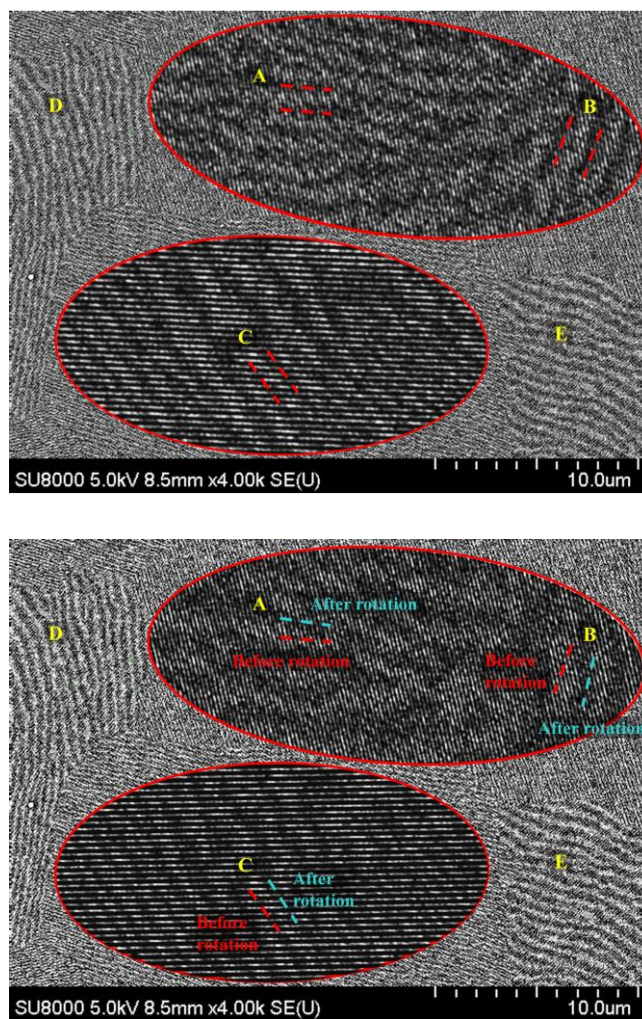 A
B
D
C
E
SU8000 5.0kV 8.5mm x4.00k SE(U)
10.0um
A
After rotation
B
D
Before rotation
Before
rotation
After rotation
C
E
After
rotation
Before
rotation
SU8000 5.0kV 8.5mm x4.00k SE(U)
10.0um